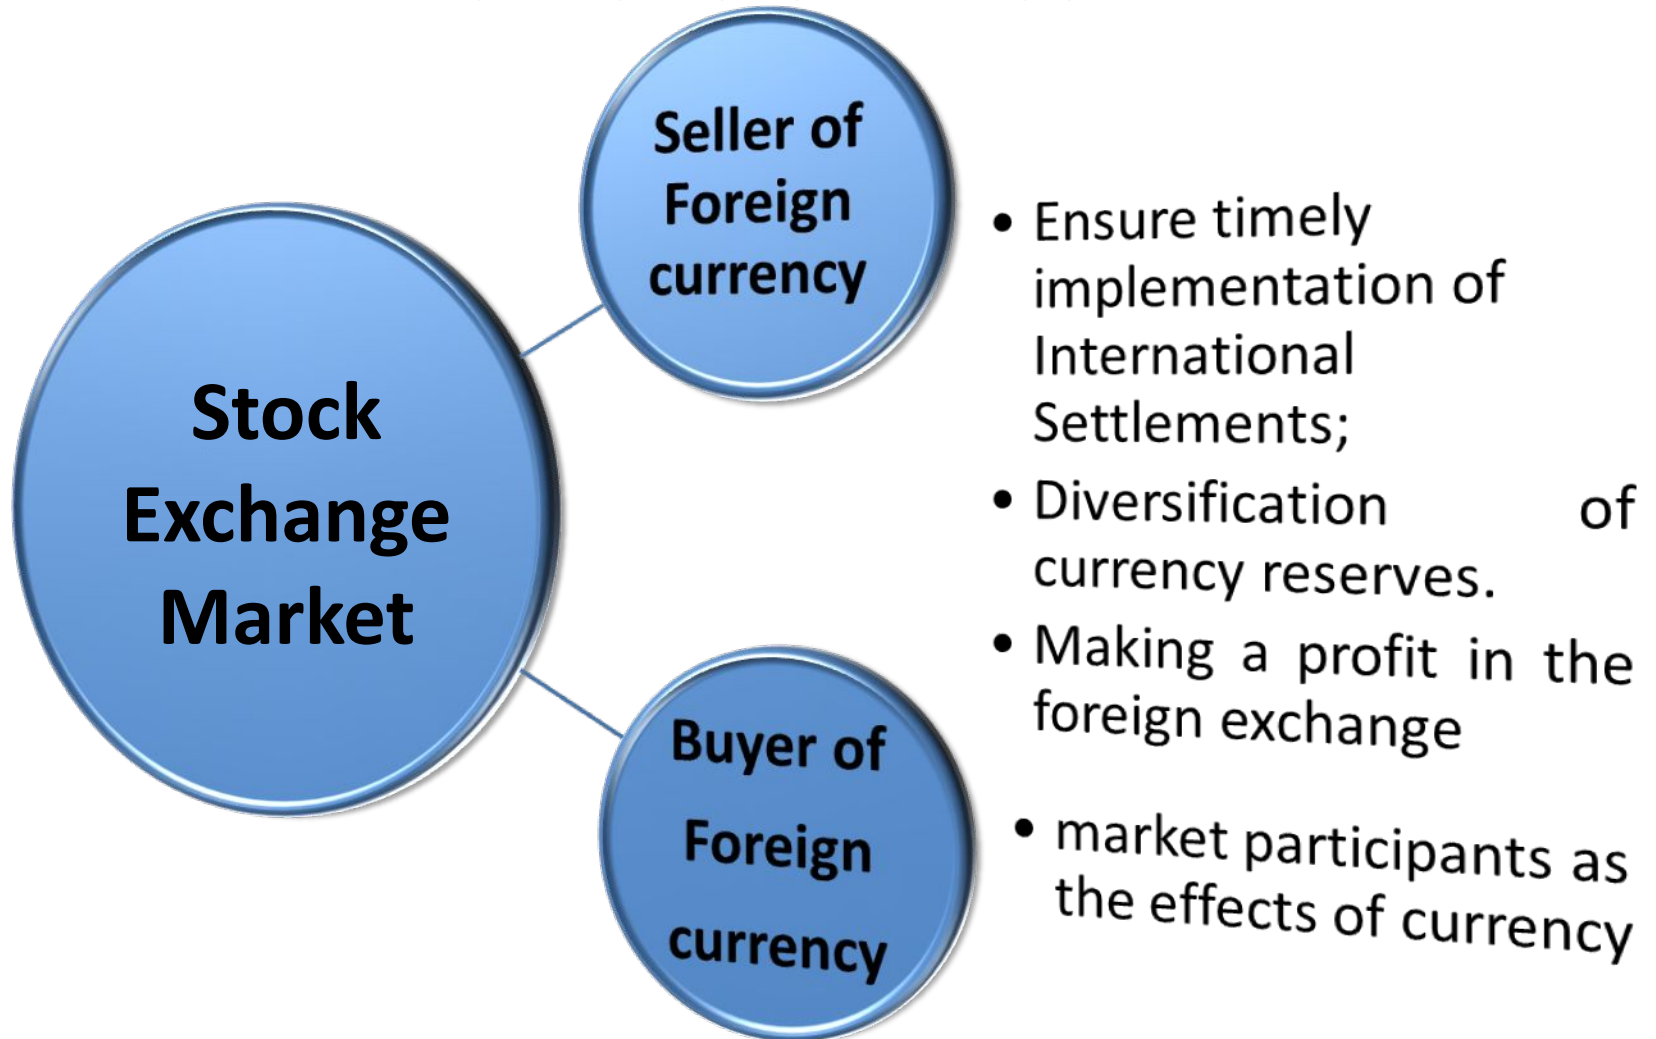 Stock
Exchange
Market
Seller of
Foreign
currency
Buyer of
Foreign
currency
• Ensure timely
implementation of
International
Settlements;
• Diversification of
currency reserves.
• Making a profit in the
foreign exchange
• market participants as
the effects of currency